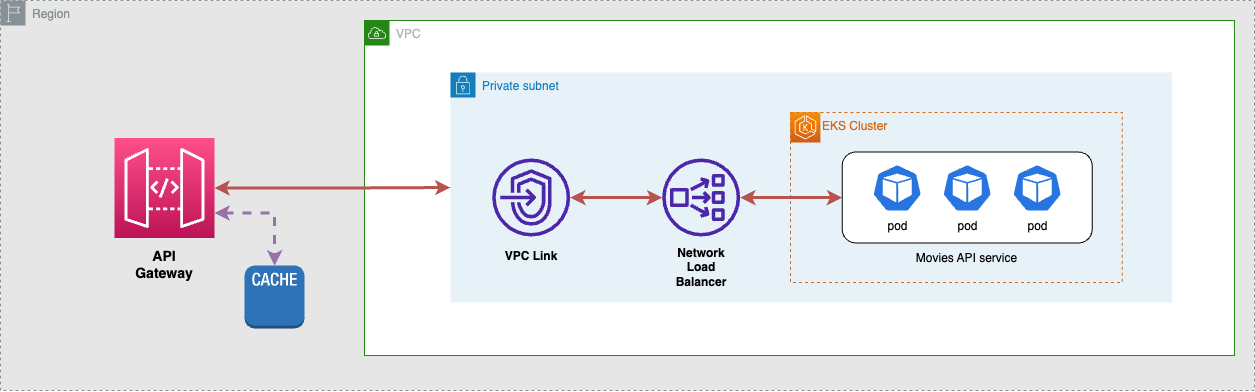 Region
VPC
Private subnet
EKS Cluster
API
Gateway
CACHE
VPC Link
Network
Load
Balancer
pod
pod
pod
Movies API service